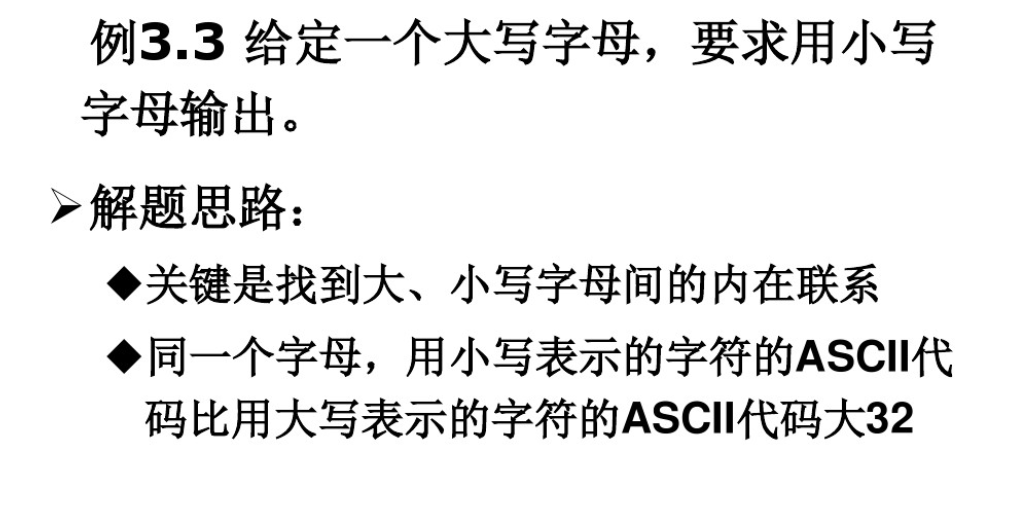 例3.3 给定一个大写字母，要求用小写
字母输出。
➢解题思路：
◆关键是找到大、小写字母间的内在联系
◆同一个字母，用小写表示的字符的ASCII代
码比用大写表示的字符的ASCII代码大32